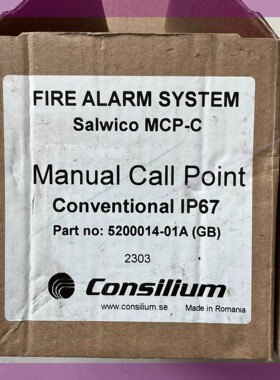 FIRE ALARM SYSTEM
Salwico MCP-C
Manual Call Point
Conventional IP67
Part no: 5200014-01A (GB)
2303
Consilium
www.consilium.se
Made in Romania